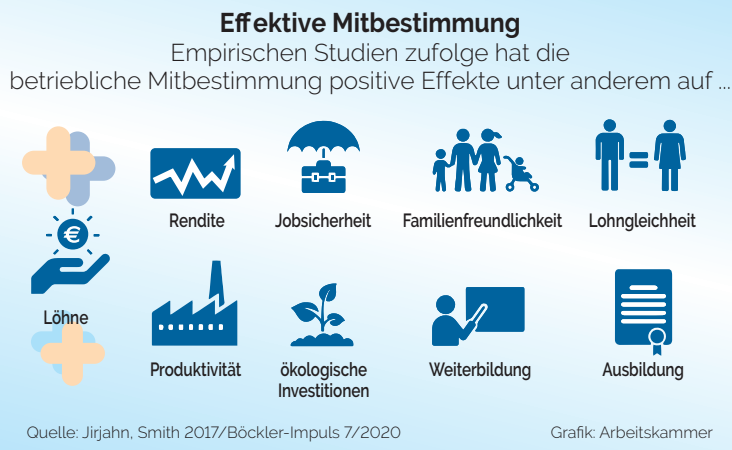 Effektive Mitbestimmung
Empirischen Studien zufolge hat die
betriebliche Mitbestimmung positive Effekte unter anderem auf ...
€
Löhne
Rendite
Jobsicherheit
Familienfreundlichkeit
Lohngleichheit
Produktivität
ökologische
Investitionen
Weiterbildung
Ausbildung
Quelle: Jirjahn, Smith 2017/Böckler-Impuls 7/2020
Grafik: Arbeitskammer